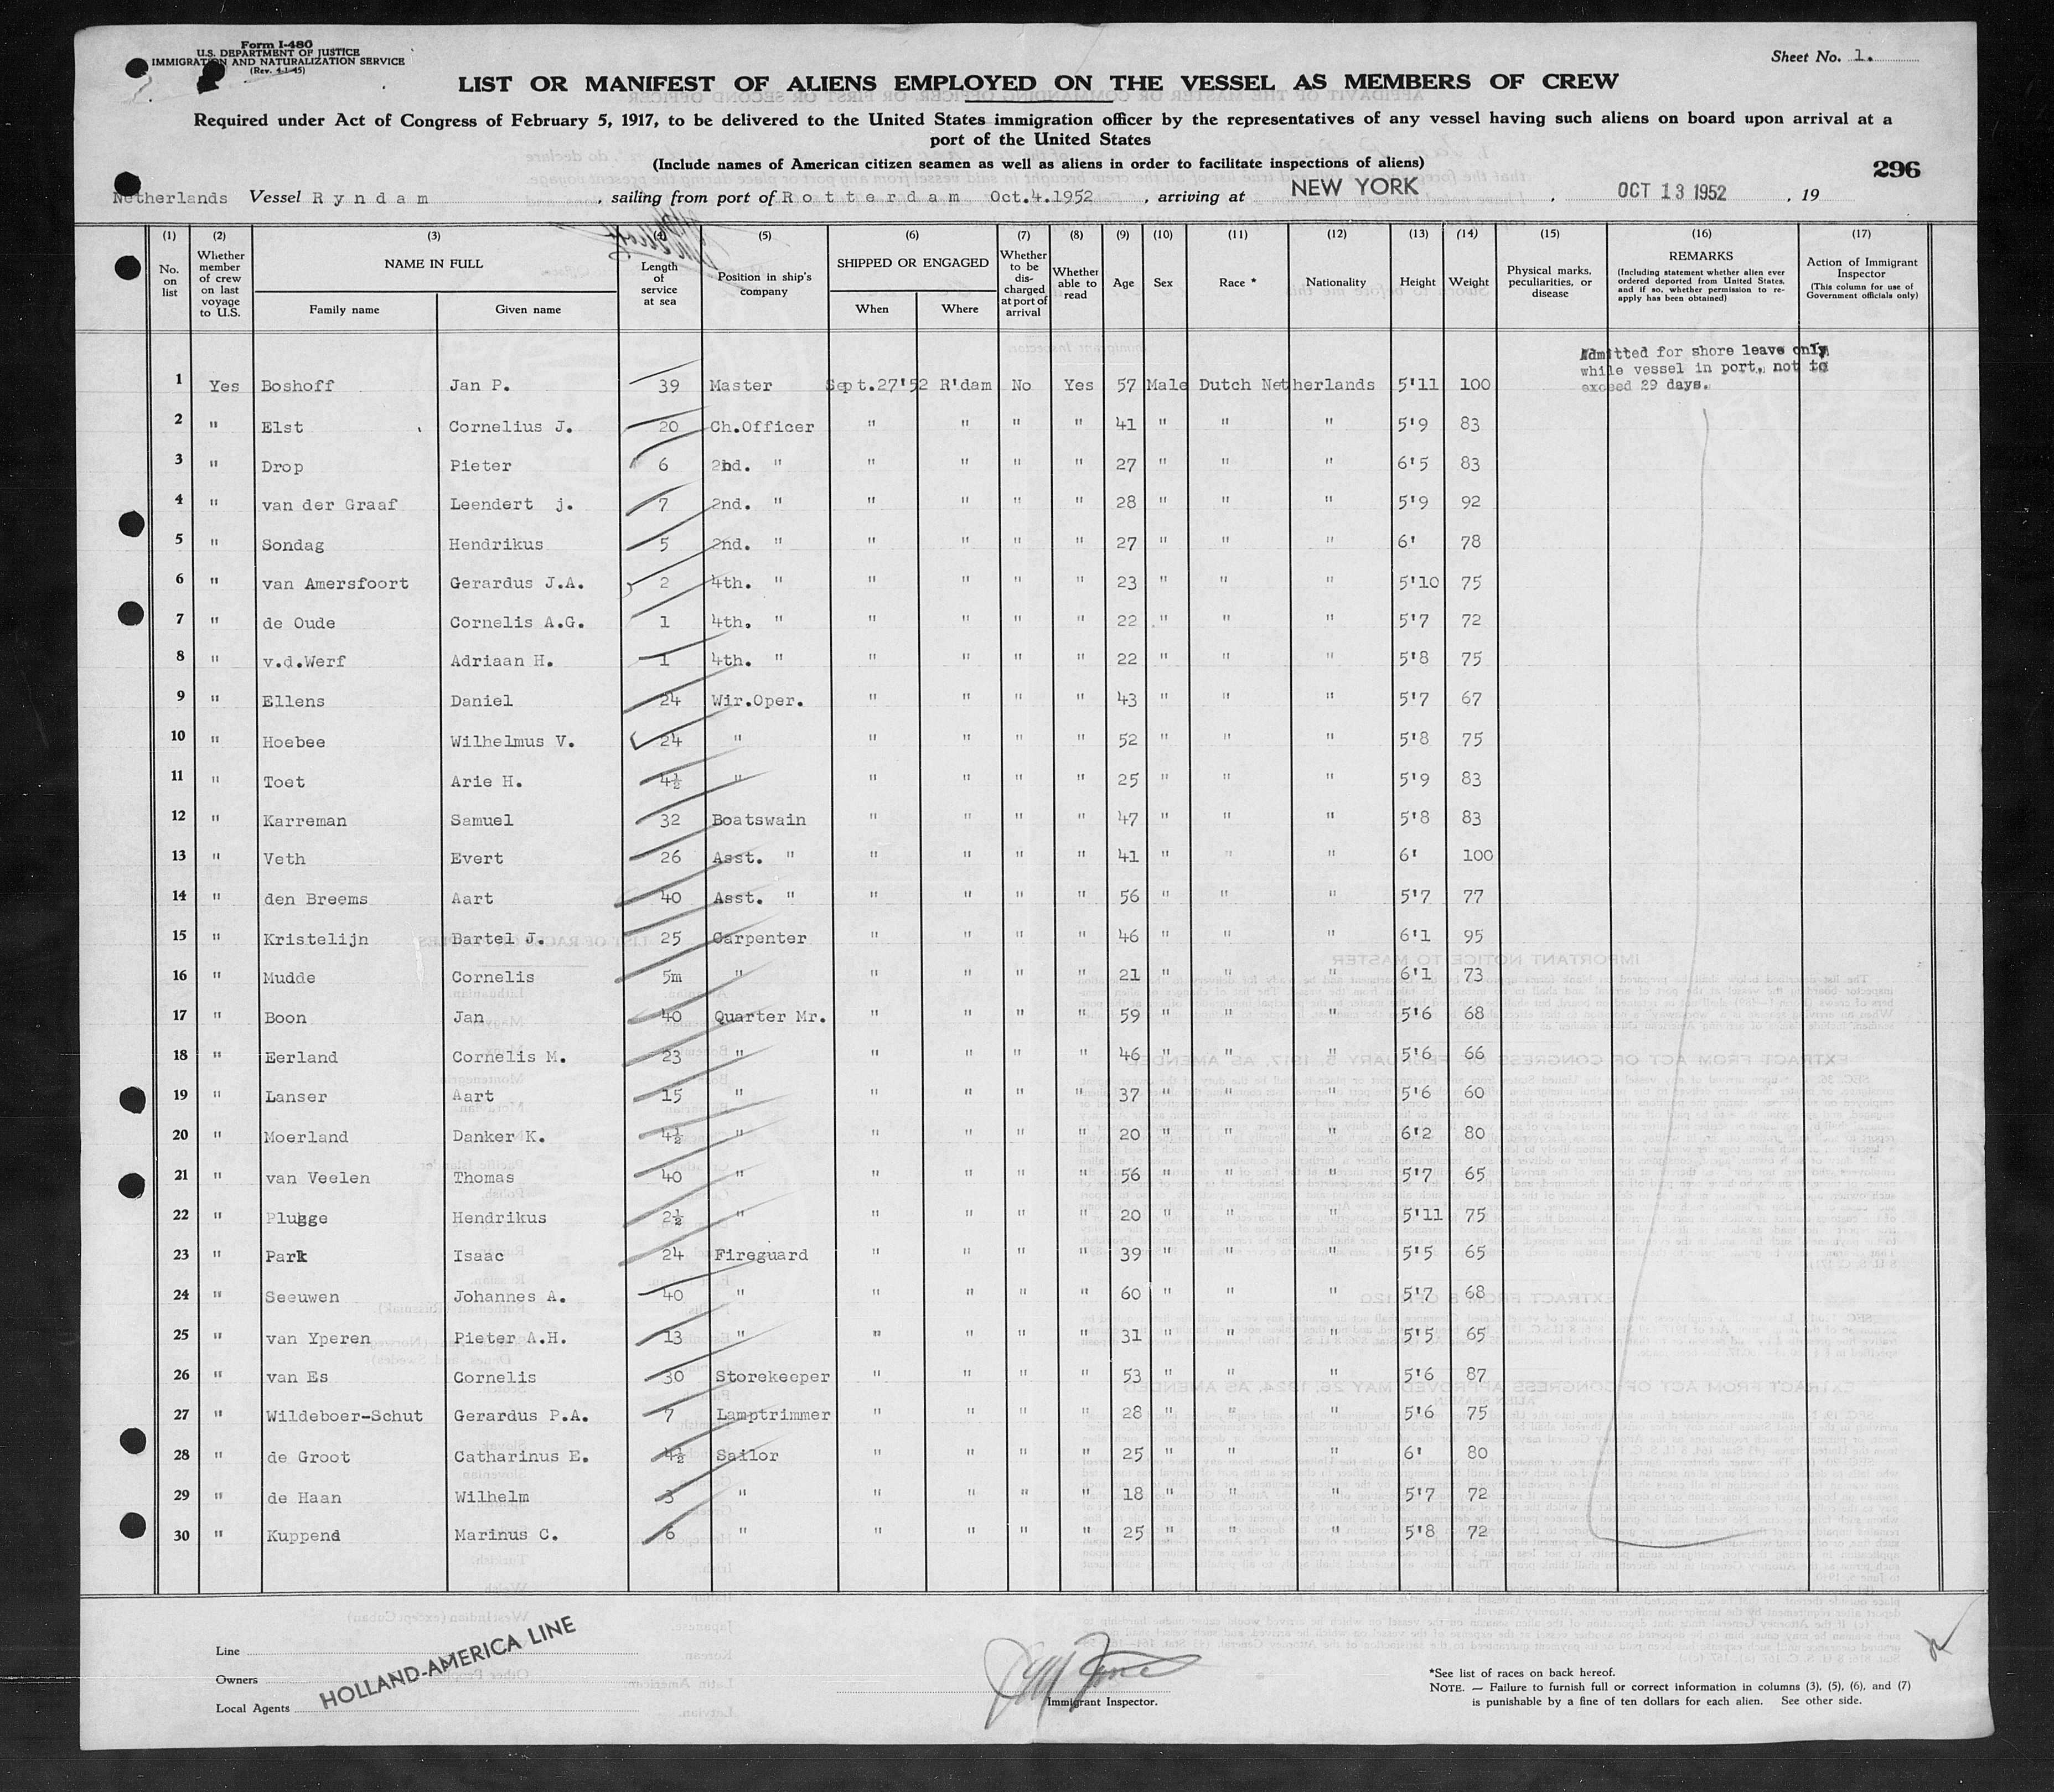 Form I-480
U.S. DEPARTMENT OF JUSTICE
IMMIGRATION AND NATURALIZATION SERVICE
(Rev. 4-1-45)
Sheet No. 1.
LIST OR MANIFEST OF ALIENS EMPLOYED ON THE VESSEL AS MEMBERS OF CREW
Required under Act of Congress of February 5, 1917, to be delivered to the United States immigration officer by the representatives of any vessel having such aliens on board upon arrival at a
port of the United States
(Include names of American citizen seamen as well as aliens in order to facilitate inspections of aliens)
296
Netherlands Vessel Ryndam, sailing from port of Rotterdam Oct.4.1952, arriving at NEW YORK, OCT 13 1952, 19
(1) (2) (3) (4) (5) (6) (7) (8) (9) (10) (11) (12) (13) (14) (15) (16) (17)
No. on list
Whether member of crew on last voyage to U.S.
NAME IN FULL
Family name Given name
Length of service at sea
Position in ship's company
SHIPPED OR ENGAGED
When Where
Whether to be discharged at port of arrival
Whether able to read
Age
Sex
Race *
Nationality
Height
Weight
Physical marks, peculiarities, or disease
REMARKS
(Including statement whether alien ever ordered deported from United States, and if so, whether permission to reapply has been obtained)
Action of Immigrant Inspector
(This column for use of Government officials only)
Admitted for shore leave only
while vessel in port, not to
exceed 29 days.
1 Yes Boshoff Jan P. 39 Master Sept.27'52 R'dam No Yes 57 Male Dutch Netherlands 5'11 100
2 " Elst Cornelius J. 20 Ch.Officer " " " " 41 " " " 5'9 83
3 " Drop Pieter 6 2nd. " " " " " 27 " " " 6'5 83
4 " van der Graaf Leendert j. 7 2nd. " " " " " 28 " " " 5'9 92
5 " Sondag Hendrikus 5 2nd. " " " " " 27 " " " 6' 78
6 " van Amersfoort Gerardus J.A. 2 4th. " " " " " 23 " " " 5'10 75
7 " de Oude Cornelis A.G. 1 4th. " " " " " 22 " " " 5'7 72
8 " v.d.Werf Adriaan H. 1 4th. " " " " " 22 " " " 5'8 75
9 " Ellens Daniel 24 Wir.Oper. " " " " 43 " " " 5'7 67
10 " Hoebee Wilhelmus V. 24 " " " " " 52 " " " 5'8 75
11 " Toet Arie H. 4½ " " " " " 25 " " " 5'9 83
12 " Karreman Samuel 32 Boatswain " " " " 47 " " " 5'8 83
13 " Veth Evert 26 Asst. " " " " " 41 " " " 6' 100
14 " den Breems Aart 40 Asst. " " " " " 56 " " " 5'7 77
15 " Kristelijn Bartel J. 25 Carpenter " " " " 46 " " " 6'1 95
16 " Mudde Cornelis 5m " " " " " 21 " " " 6'1 73
17 " Boon Jan 40 Quarter Mr. " " " " 59 " " " 5'6 68
18 " Eerland Cornelis M. 23 " " " " " 46 " " " 5'6 66
19 " Lanser Aart 15 " " " " " 37 " " " 5'6 60
20 " Moerland Danker K. 4½ " " " " " 20 " " " 6'2 80
21 " van Veelen Thomas 40 " " " " " 56 " " " 5'7 65
22 " Plugge Hendrikus 2½ " " " " " 20 " " " 5'11 75
23 " Park Isaac 24 Fireguard " " " " 39 " " " 5'5 65
24 " Seeuwen Johannes A. 40 " " " " " 60 " " " 5'7 68
25 " van Yperen Pieter A.H. 13 " " " " " 31 " " " 5'5 65
26 " van Es Cornelis 30 Storekeeper " " " " 53 " " " 5'6 87
27 " Wildeboer-Schut Gerardus P.A. 7 Lamptrimmer " " " " 28 " " " 5'6 75
28 " de Groot Catharinus E. 4½ Sailor " " " " 25 " " " 6' 80
29 " de Haan Wilhelm 3 " " " " " 18 " " " 5'7 72
30 " Kuppend Marinus C. 6 " " " " " 25 " " " 5'8 72
Line
Owners
Local Agents
HOLLAND-AMERICA LINE
Immigrant Inspector.
*See list of races on back hereof.
NOTE. — Failure to furnish full or correct information in columns (3), (5), (6), and (7)
is punishable by a fine of ten dollars for each alien. See other side.